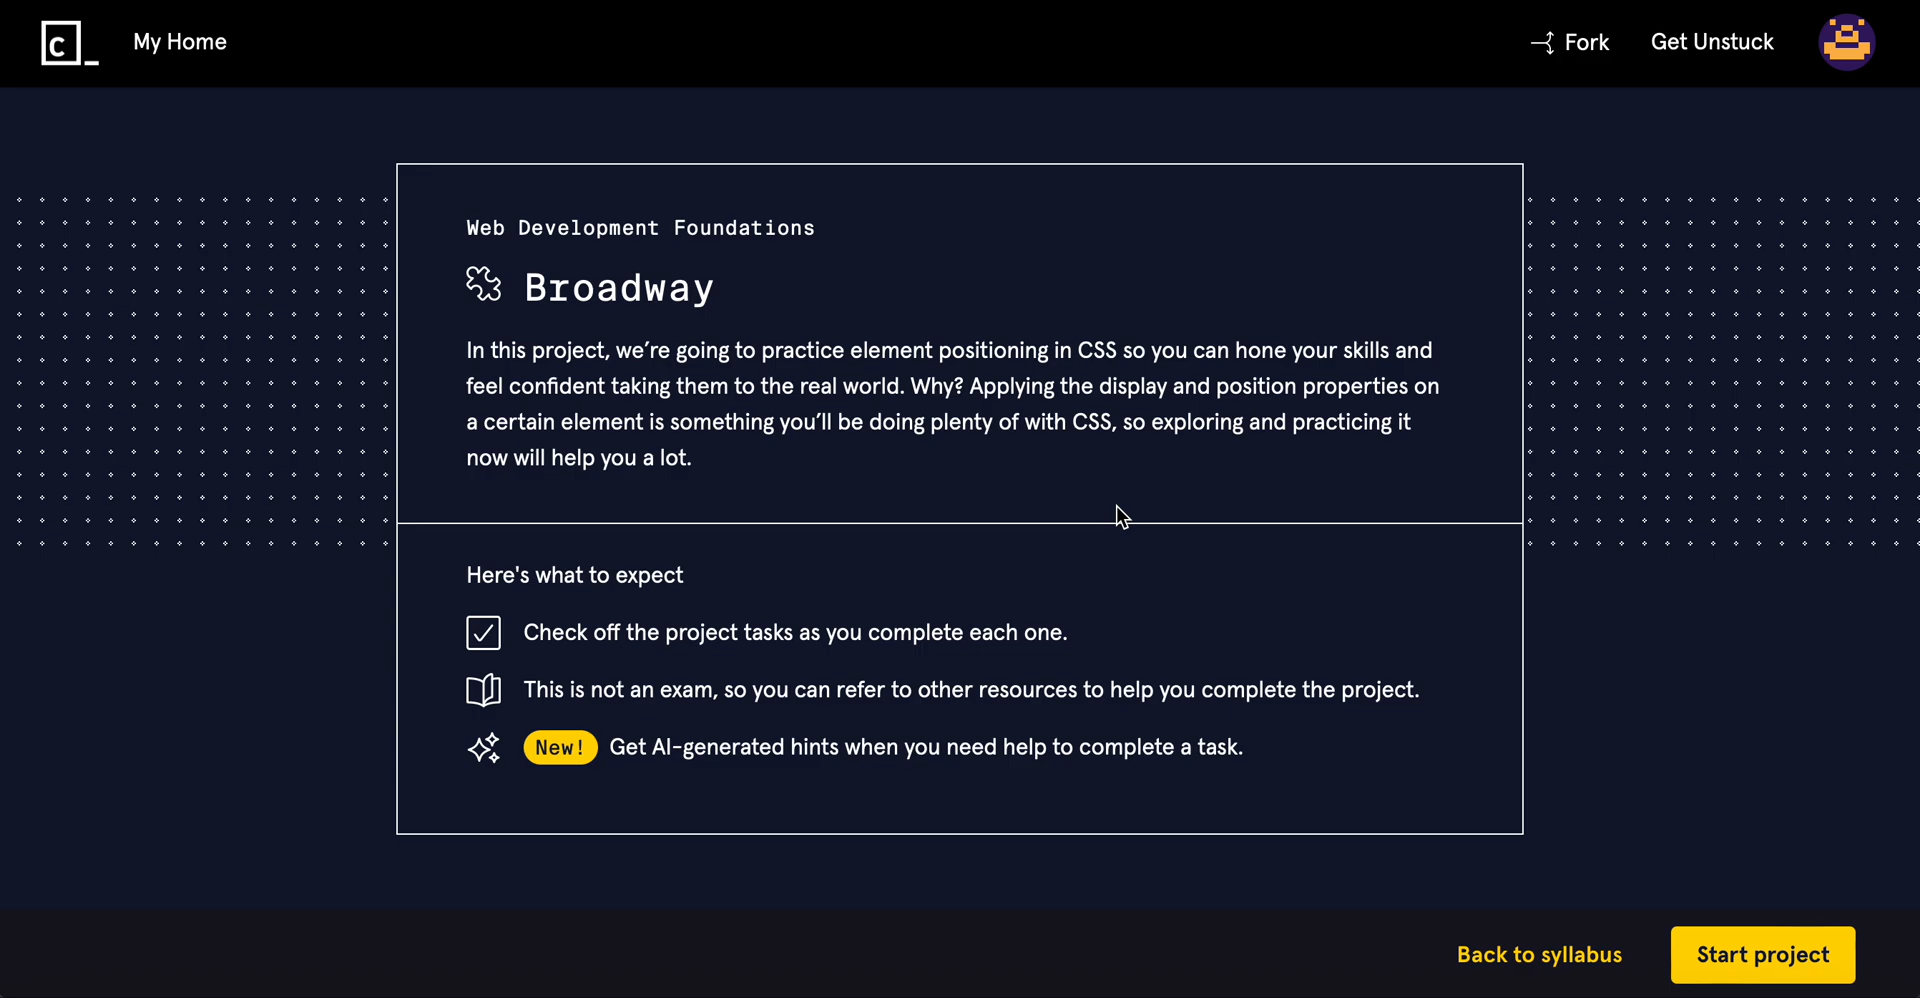 C_ My Home Fork Get Unstuck
Web Development Foundations
Broadway
In this project, we’re going to practice element positioning in CSS so you can hone your skills and
feel confident taking them to the real world. Why? Applying the display and position properties on
a certain element is something you’ll be doing plenty of with CSS, so exploring and practicing it
now will help you a lot.
Here's what to expect
Check off the project tasks as you complete each one.
This is not an exam, so you can refer to other resources to help you complete the project.
New! Get AI-generated hints when you need help to complete a task.
Back to syllabus Start project